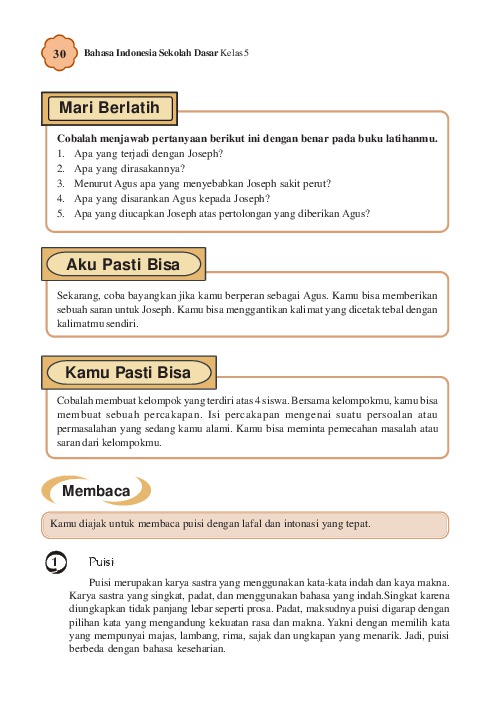 30
Bahasa Indonesia Sekolah Dasar Kelas 5
Mari Berlatih
Cobalah menjawab pertanyaan berikut ini dengan benar pada buku latihanmu.
1. Apa yang terjadi dengan Joseph?
2. Apa yang dirasakannya?
3. Menurut Agus apa yang menyebabkan Joseph sakit perut?
4. Apa yang disarankan Agus kepada Joseph?
5. Apa yang diucapkan Joseph atas pertolongan yang diberikan Agus?
Aku Pasti Bisa
Sekarang, coba bayangkan jika kamu berperan sebagai Agus. Kamu bisa memberikan
sebuah saran untuk Joseph. Kamu bisa menggantikan kalimat yang dicetak tebal dengan
kalimatmu sendiri.
Kamu Pasti Bisa
Cobalah membuat kelompok yang terdiri atas 4 siswa. Bersama kelompokmu, kamu bisa
membuat sebuah percakapan. Isi percakapan mengenai suatu persoalan atau
permasalahan yang sedang kamu alami. Kamu bisa meminta pemecahan masalah atau
saran dari kelompokmu.
Membaca
Kamu diajak untuk membaca puisi dengan lafal dan intonasi yang tepat.
1 Puisi
Puisi merupakan karya sastra yang menggunakan kata-kata indah dan kaya makna.
Karya sastra yang singkat, padat, dan menggunakan bahasa yang indah.Singkat karena
diungkapkan tidak panjang lebar seperti prosa. Padat, maksudnya puisi digarap dengan
pilihan kata yang mengandung kekuatan rasa dan makna. Yakni dengan memilih kata
yang mempunyai majas, lambang, rima, sajak dan ungkapan yang menarik. Jadi, puisi
berbeda dengan bahasa keseharian.